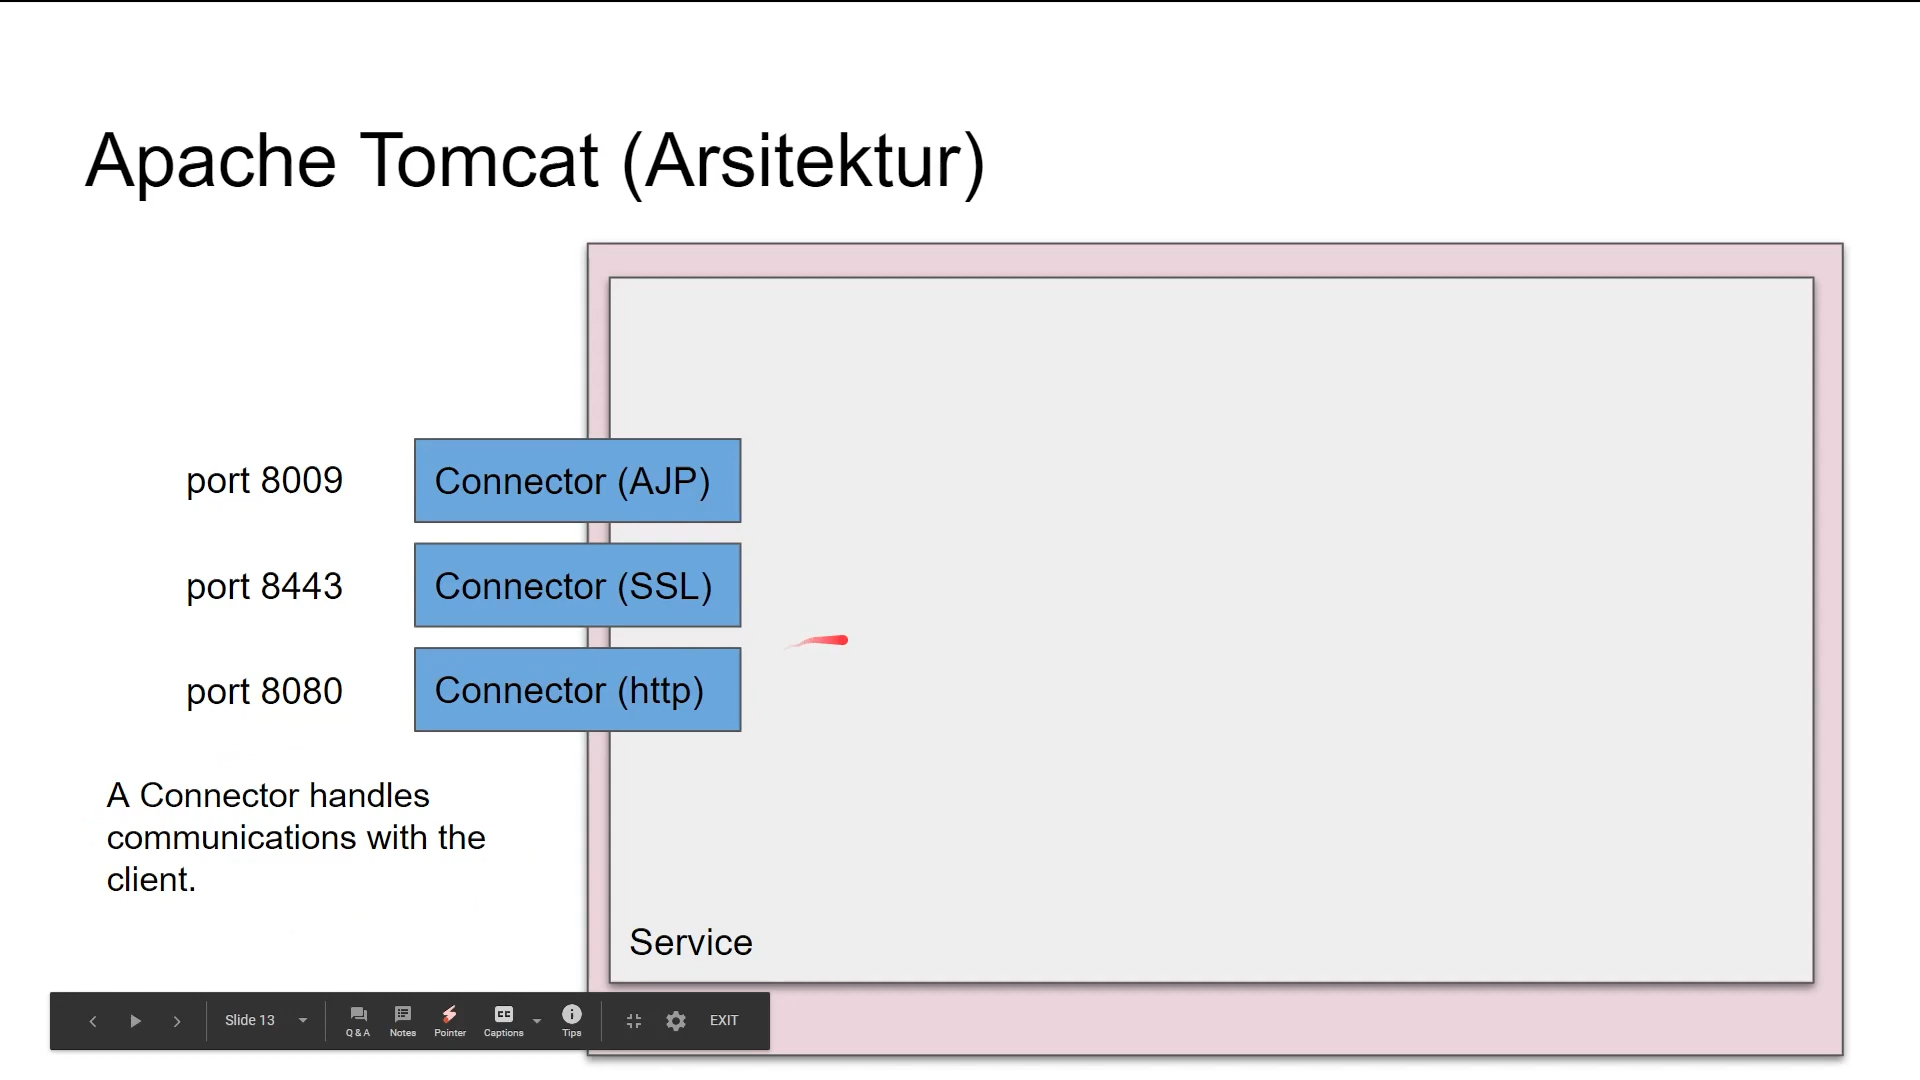 Apache Tomcat (Arsitektur)
port 8009
Connector (AJP)
port 8443
Connector (SSL)
port 8080
Connector (http)
A Connector handles
communications with the
client.
Service
Slide 13
Q & A
Notes
Pointer
CC
Captions
Tips
EXIT